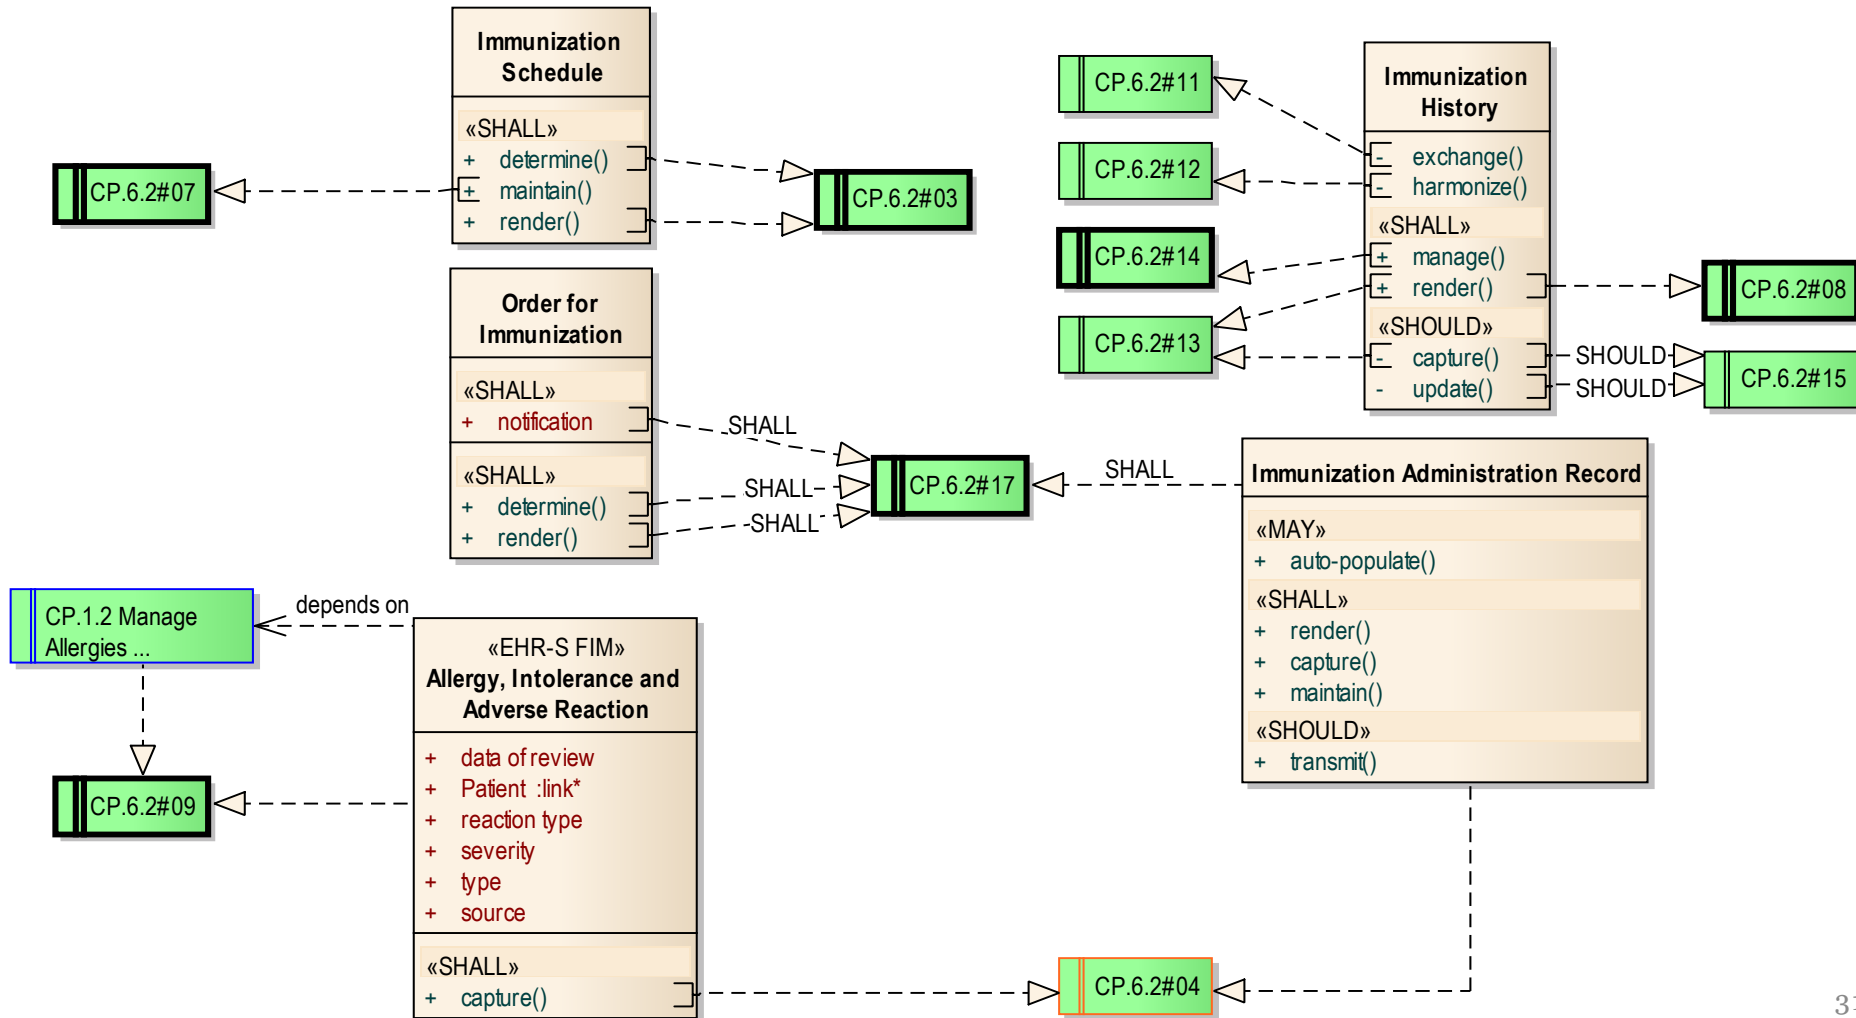 Immunization
Schedule
«SHALL»
+ determine()
+ maintain()
+ render()
CP.6.2#07
CP.6.2#03
Order for
Immunization
«SHALL»
+ notification
«SHALL»
+ determine()
+ render()
SHALL
SHALL
SHALL
CP.6.2#17
SHALL
CP.6.2#11
CP.6.2#12
CP.6.2#14
CP.6.2#13
Immunization
History
- exchange()
- harmonize()
«SHALL»
+ manage()
+ render()
«SHOULD»
- capture()
- update()
SHOULD
SHOULD
CP.6.2#08
CP.6.2#15
Immunization Administration Record
«MAY»
+ auto-populate()
«SHALL»
+ render()
+ capture()
+ maintain()
«SHOULD»
+ transmit()
CP.1.2 Manage
Allergies ...
depends on
CP.6.2#09
«EHR-S FIM»
Allergy, Intolerance and
Adverse Reaction
+ data of review
+ Patient :link*
+ reaction type
+ severity
+ type
+ source
«SHALL»
+ capture()
CP.6.2#04